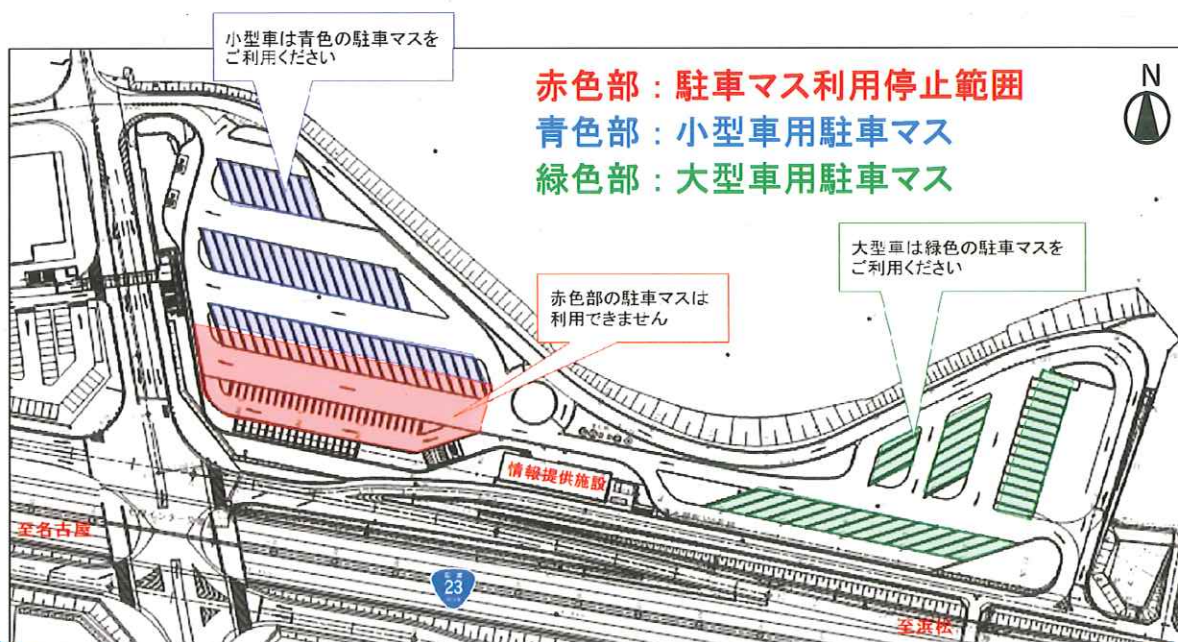 小型車は青色の駐車マスを
ご利用ください
赤色部：駐車マス利用停止範囲
青色部：小型車用駐車マス
緑色部：大型車用駐車マス
N
大型車は緑色の駐車マスを
ご利用ください
赤色部の駐車マスは
利用できません
情報提供施設
至名古屋
23
至浜松